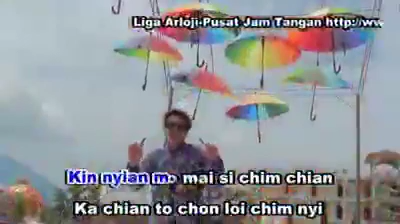 Liga Arloji-Pusat Jam Tangan http://ww
Kin nyian mo mai si chim chian
Ka chian to chon loi chim nyi